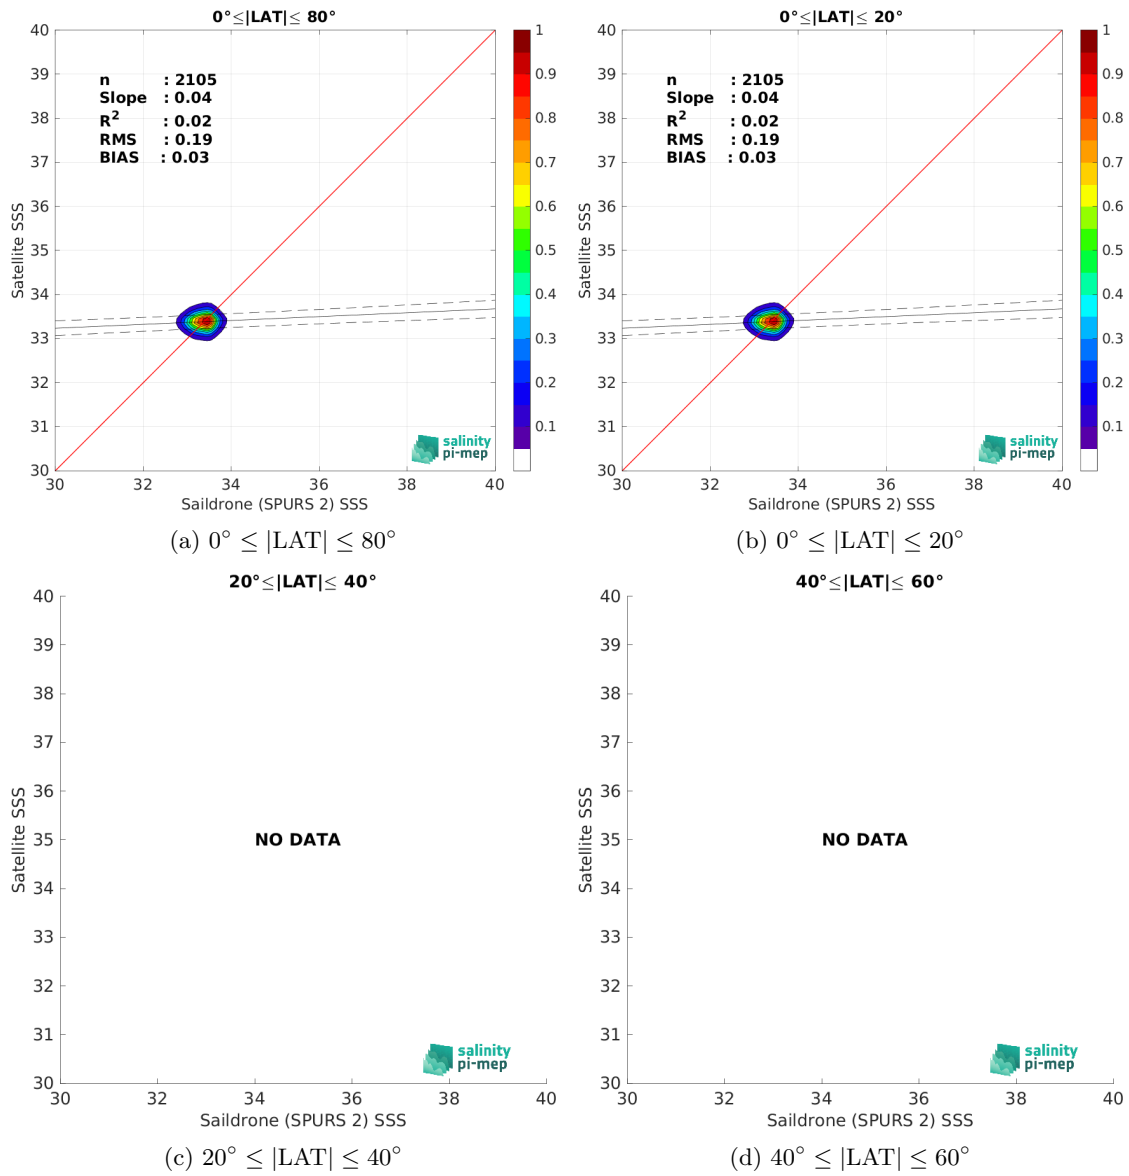 0°≤|LAT|≤ 80°
40
39
38
37
36
35
34
33
32
31
30
Satellite SSS
n : 2105
Slope : 0.04
R² : 0.02
RMS : 0.19
BIAS : 0.03
1
0.9
0.8
0.7
0.6
0.5
0.4
0.3
0.2
0.1
salinity
pi-mep
30 32 34 36 38 40
Saildrone (SPURS 2) SSS
(a) 0° ≤ |LAT| ≤ 80°
0°≤|LAT|≤ 20°
40
39
38
37
36
35
34
33
32
31
30
Satellite SSS
n : 2105
Slope : 0.04
R² : 0.02
RMS : 0.19
BIAS : 0.03
1
0.9
0.8
0.7
0.6
0.5
0.4
0.3
0.2
0.1
salinity
pi-mep
30 32 34 36 38 40
Saildrone (SPURS 2) SSS
(b) 0° ≤ |LAT| ≤ 20°
20°≤|LAT|≤ 40°
40
39
38
37
36
35
34
33
32
31
30
Satellite SSS
NO DATA
salinity
pi-mep
30 32 34 36 38 40
Saildrone (SPURS 2) SSS
(c) 20° ≤ |LAT| ≤ 40°
40°≤|LAT|≤ 60°
40
39
38
37
36
35
34
33
32
31
30
Satellite SSS
NO DATA
salinity
pi-mep
30 32 34 36 38 40
Saildrone (SPURS 2) SSS
(d) 40° ≤ |LAT| ≤ 60°